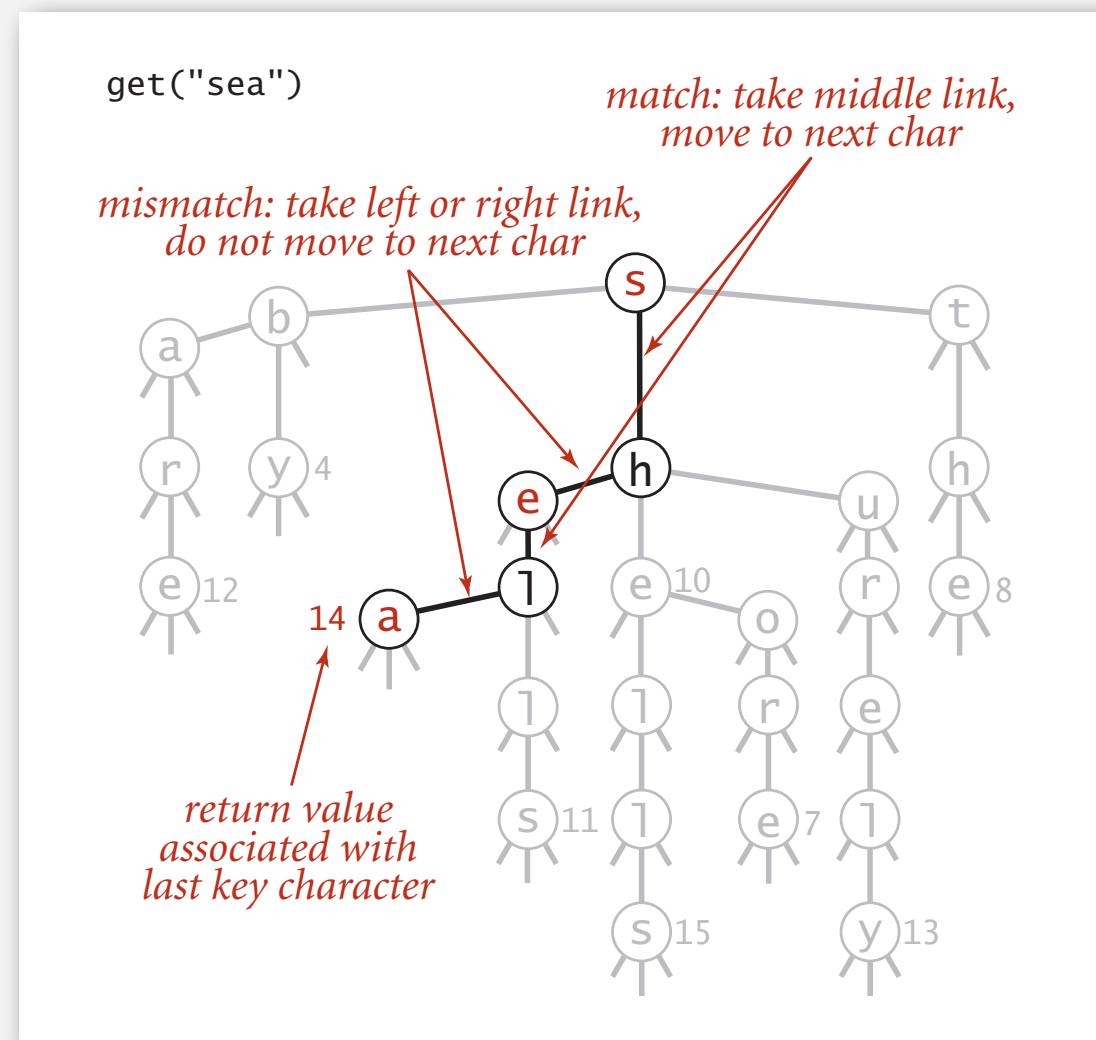 get("sea")
match: take middle link,
move to next char
mismatch: take left or right link,
do not move to next char
s
b
t
a
r
y 4
h
h
e
u
e 12
l
e 10
r
e 8
14 a
o
l
l
r
e
s 11
l
e 7
l
s 15
y 13
return value
associated with
last key character